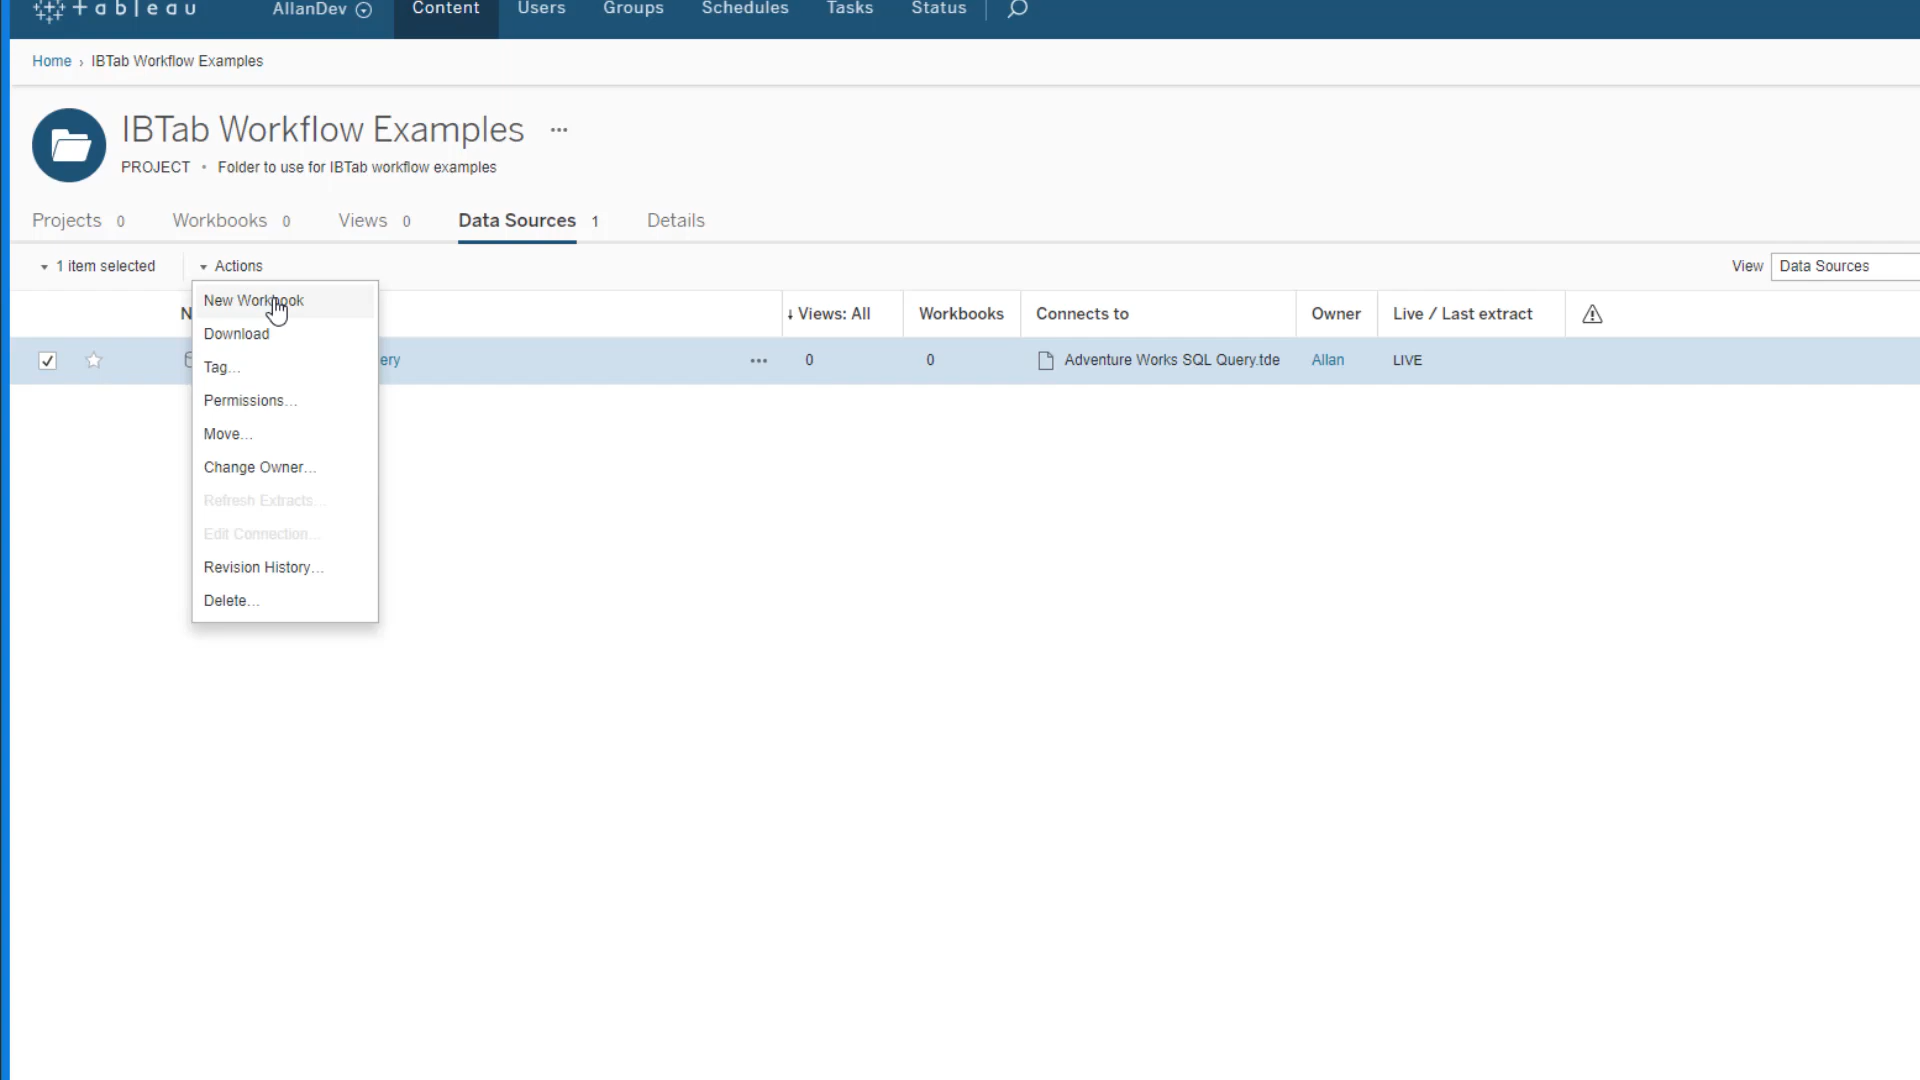 tableau AllanDev Content Users Groups Schedules Tasks Status
Home › IBTab Workflow Examples
IBTab Workflow Examples ...
PROJECT • Folder to use for IBTab workflow examples
Projects 0 Workbooks 0 Views 0 Data Sources 1 Details
1 item selected Actions View Data Sources
New Workbook
N ↓ Views: All Workbooks Connects to Owner Live / Last extract
Download
ery ... 0 0 Adventure Works SQL Query.tde Allan LIVE
Tag...
Permissions...
Move...
Change Owner...
Refresh Extracts...
Edit Connection...
Revision History...
Delete...